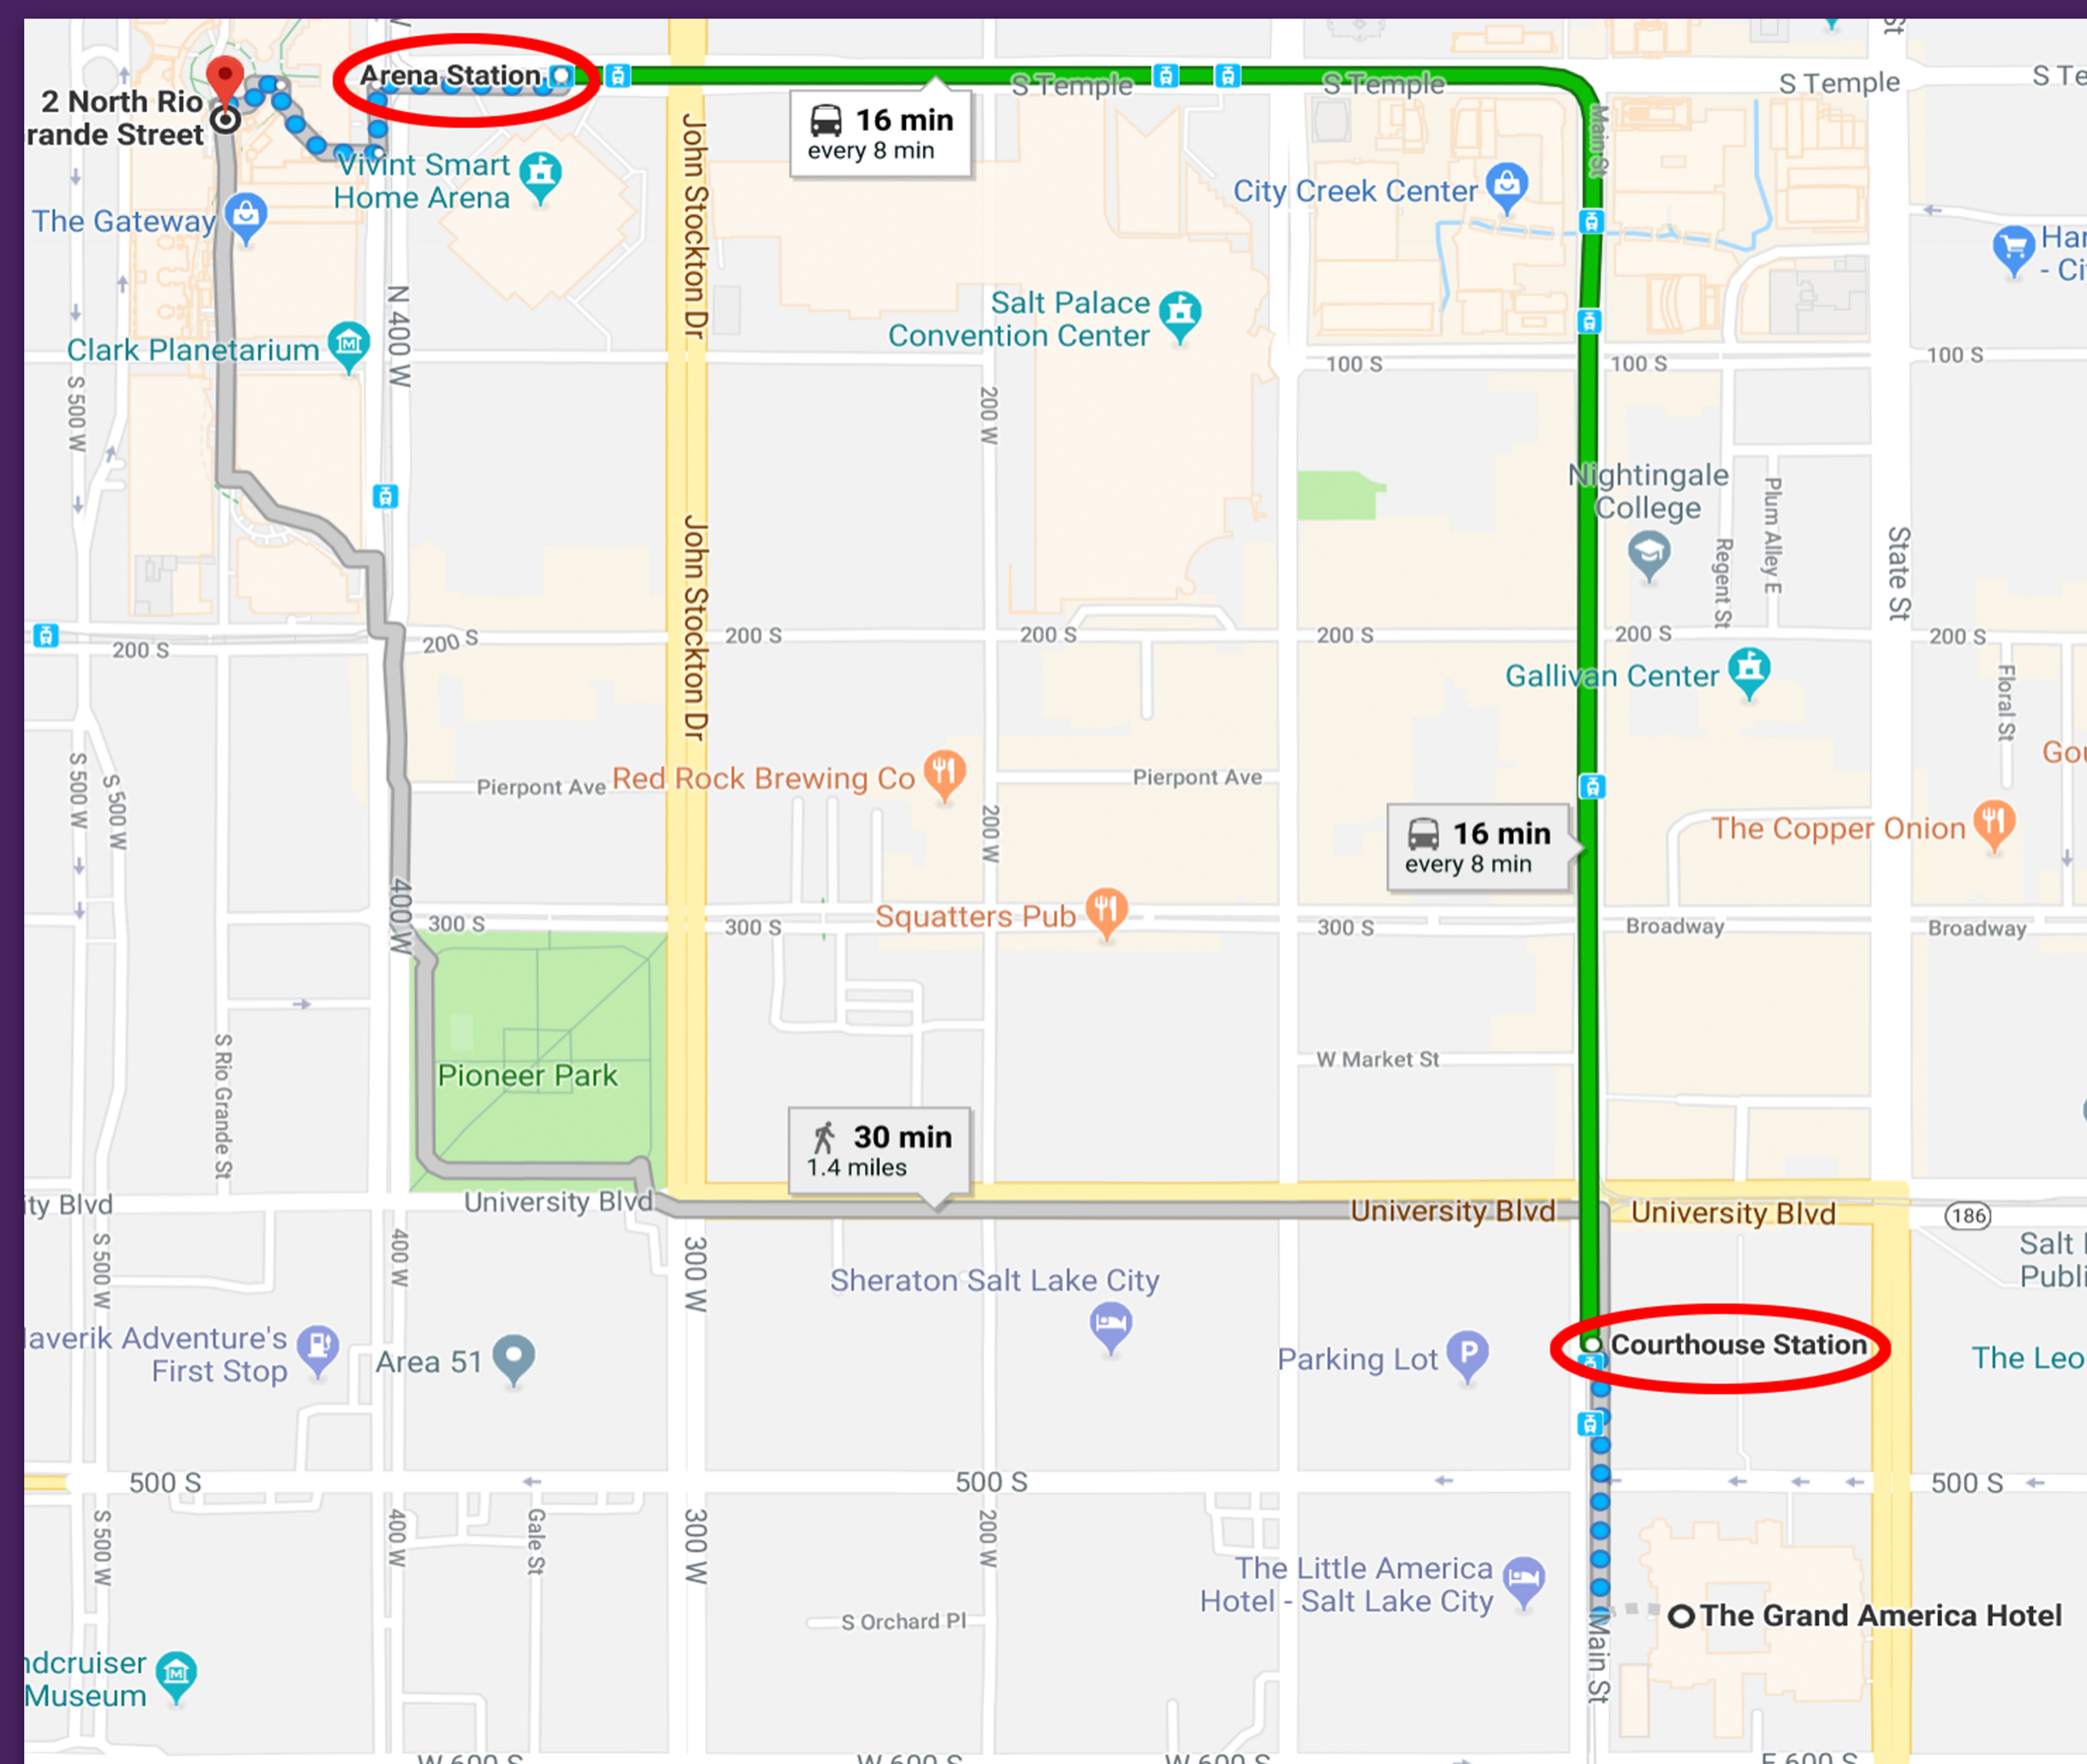 Arena Station
2 North Rio
rande Street
S Temple
S Temple
S Temple
S Te
St
Main St
16 min
every 8 min
John Stockton Dr
Vivint Smart
Home Arena
City Creek Center
The Gateway
Har
- Ci
N 400 W
Salt Palace
Convention Center
Clark Planetarium
100 S
100 S
100 S
S 500 W
200 W
Nightingale
College
Plum Alley E
Regent St
State St
John Stockton Dr
200 S
200 S
200 S
200 S
200 S
200 S
200 S
Gallivan Center
Floral St
S 500 W
S 500 W
Pierpont Ave
Red Rock Brewing Co
Pierpont Ave
200 W
Gou
16 min
every 8 min
The Copper Onion
400 W
300 S
300 S
Squatters Pub
300 S
Broadway
Broadway
S Rio Grande St
Pioneer Park
W Market St
30 min
1.4 miles
ity Blvd
University Blvd
University Blvd
University Blvd
186
S 500 W
400 W
300 W
Salt
Publi
Sheraton Salt Lake City
averik Adventure's
First Stop
Area 51
Parking Lot
P
Courthouse Station
The Leo
500 S
500 S
500 S
S 500 W
400 W
Gale St
300 W
200 W
The Little America
Hotel - Salt Lake City
The Grand America Hotel
S Orchard Pl
Main St
ndcruiser
Museum
W 600 S
W 600 S
W 600 S
E 600 S